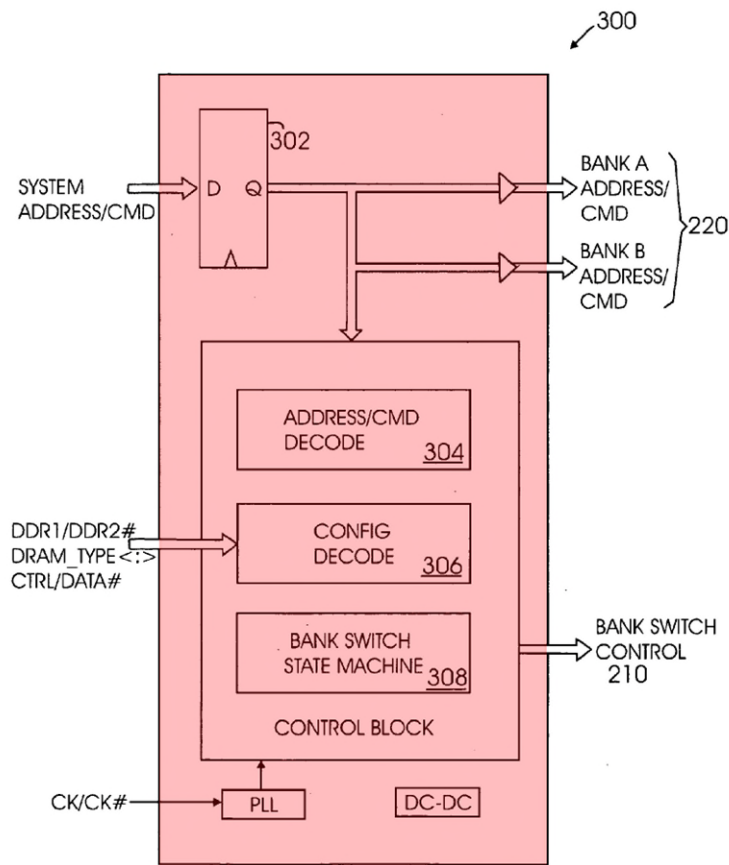 300
302
SYSTEM
ADDRESS/CMD
D Q
BANK A
ADDRESS/
CMD
BANK B
ADDRESS/
CMD
220
ADDRESS/CMD
DECODE 304
DDR1/DDR2#
DRAM_TYPE<:>
CTRL/DATA#
CONFIG
DECODE 306
BANK SWITCH
STATE MACHINE 308
CONTROL BLOCK
BANK SWITCH
CONTROL
210
CK/CK#
PLL
DC-DC